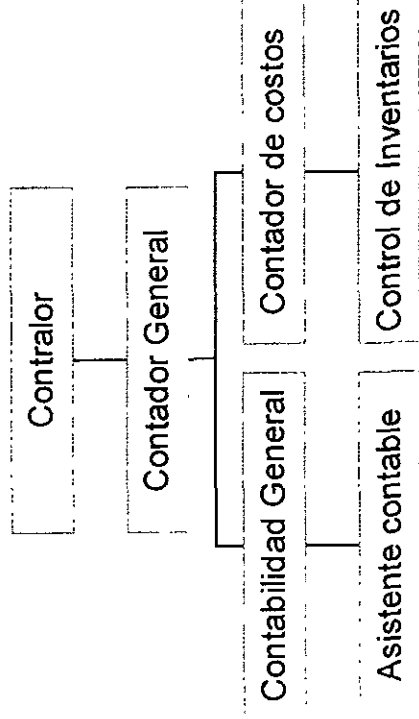 Contralor
Contador General
Contabilidad General
Contador de costos
Asistente contable
Control de Inventarios